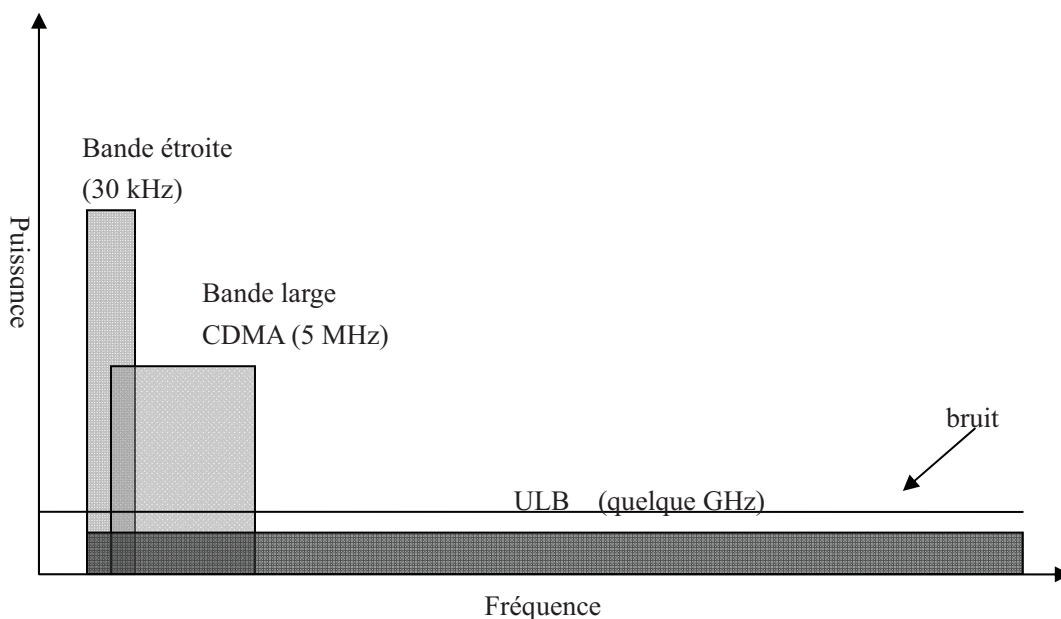 Bande étroite
(30 kHz)
Puissance
Bande large
CDMA (5 MHz)
bruit
ULB (quelque GHz)
Fréquence